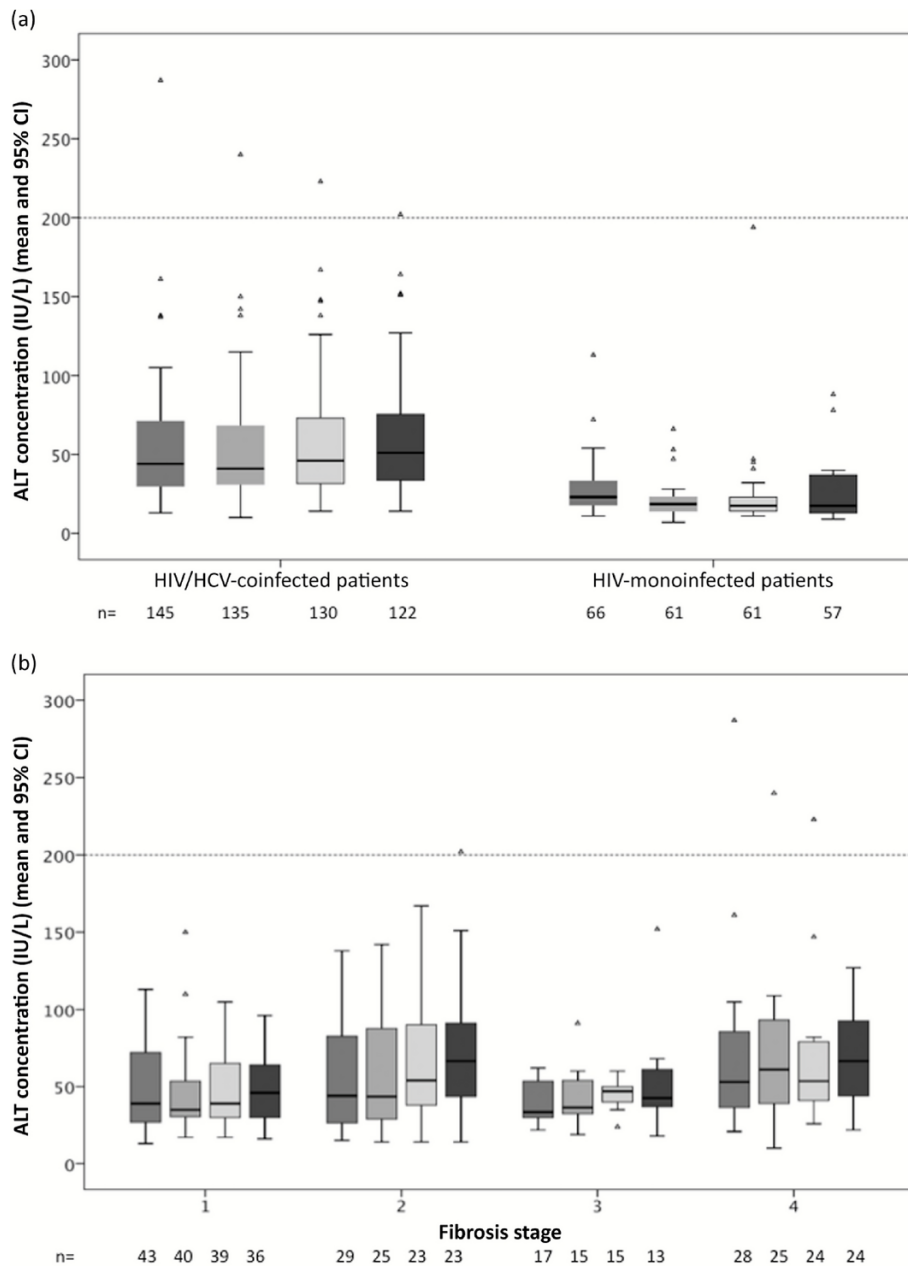 (a)
ALT concentration (IU/L) (mean and 95% CI)
300
250
200
150
100
50
0
HIV/HCV-coinfected patients HIV-monoinfected patients
n= 145 135 130 122 66 61 61 57
(b)
ALT concentration (IU/L) (mean and 95% CI)
300
250
200
150
100
50
0
1 2 3 4
Fibrosis stage
n= 43 40 39 36 29 25 23 23 17 15 15 13 28 25 24 24